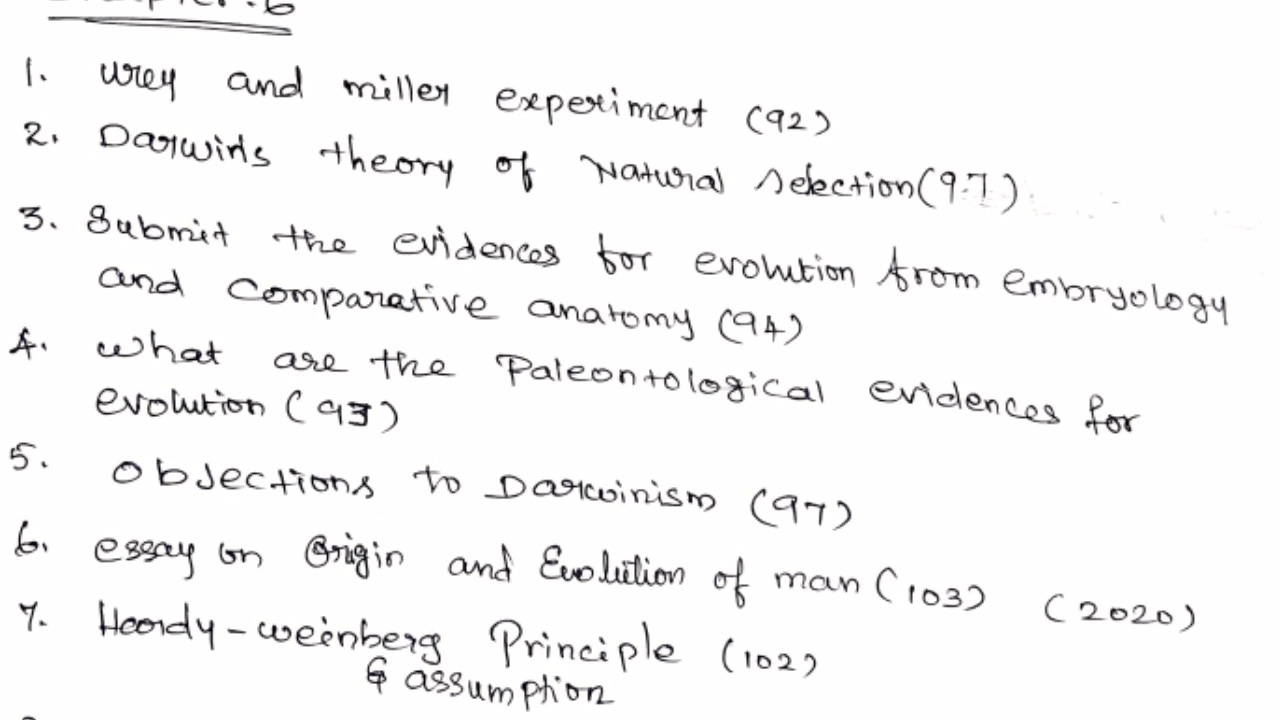 1. Urey and miller experiment (92)
2. Darwin's theory of Natural selection (97)
3. Submit the evidences for evolution from embryology
and comparative anatomy (94)
4. what are the Paleontological evidences for
evolution (93)
5. Objections to Darwinism (97)
6. essay on Origin and Evolution of man (103) (2020)
7. Hardy-weinberg Principle (102)
& assumption